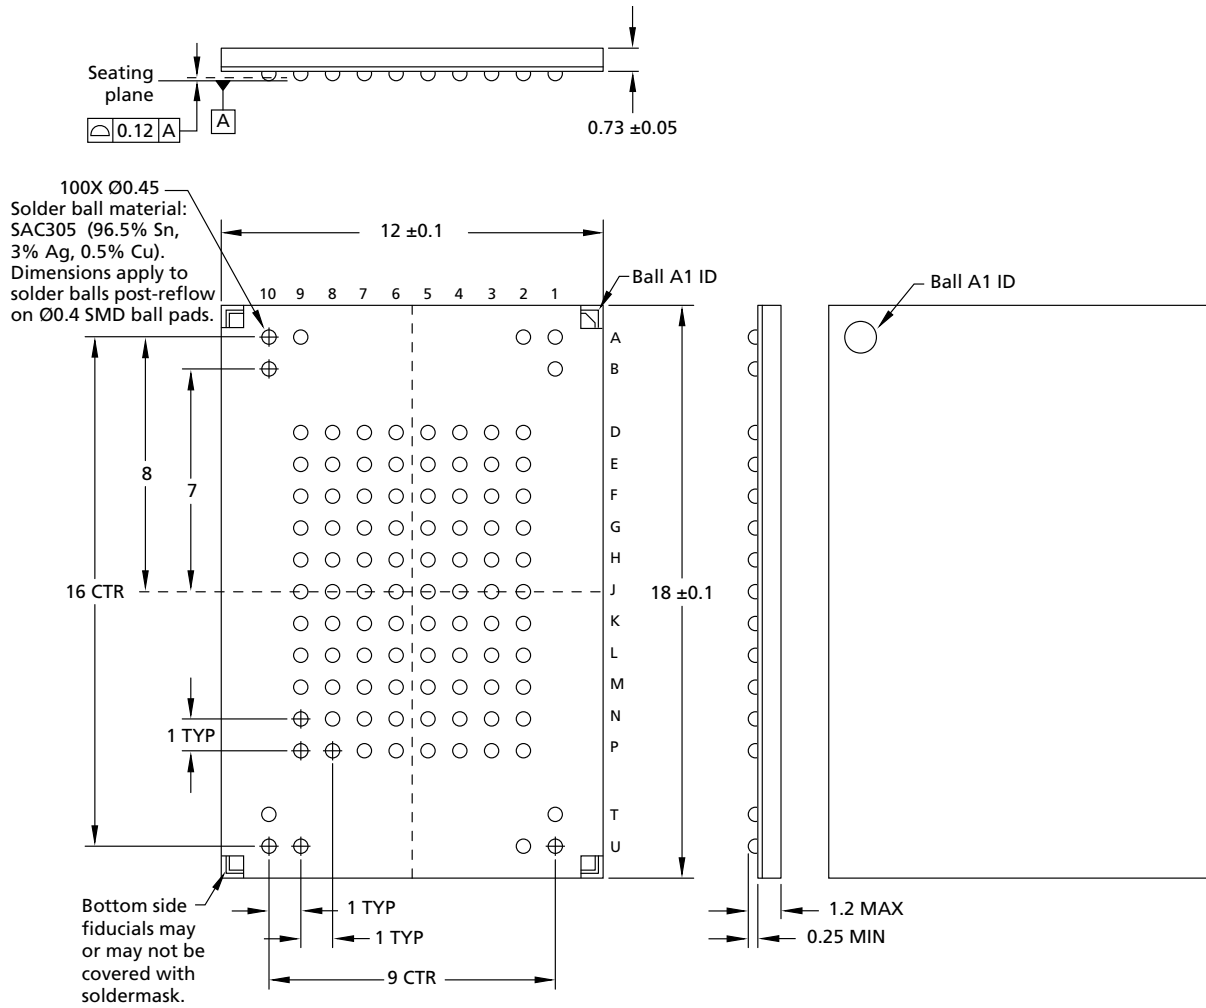 Seating
plane
0.12 A
A
0.73 ±0.05
100X Ø0.45
Solder ball material:
SAC305 (96.5% Sn,
3% Ag, 0.5% Cu).
Dimensions apply to
solder balls post-reflow
on Ø0.4 SMD ball pads.
12 ±0.1
Ball A1 ID
Ball A1 ID
10 9 8 7 6 5 4 3 2 1
A
B
D
E
F
G
H
J
K
L
M
N
P
T
U
8
7
16 CTR
18 ±0.1
1 TYP
Bottom side
fiducials may
or may not be
covered with
soldermask.
1 TYP
1 TYP
9 CTR
1.2 MAX
0.25 MIN